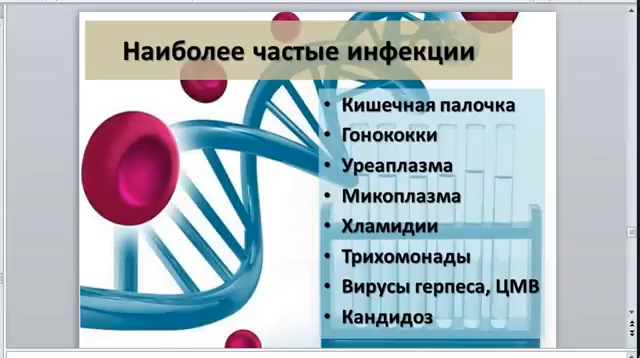 Наиболее частые инфекции
• Кишечная палочка
• Гонококки
• Уреаплазма
• Микоплазма
• Хламидии
• Трихомонады
• Вирусы герпеса, ЦМВ
• Кандидоз